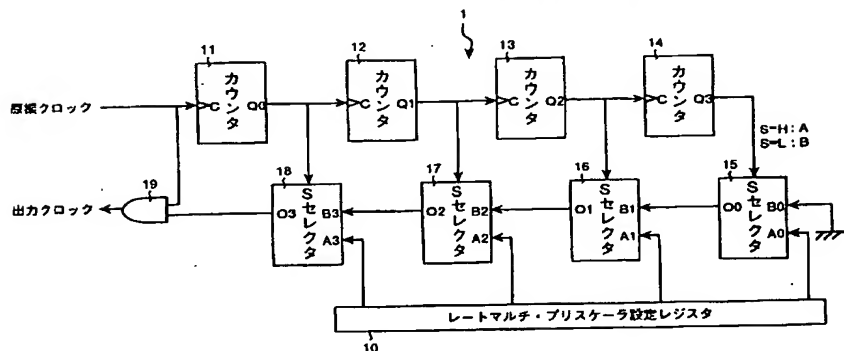 1
11
12
13
14
カウンタ
カウンタ
カウンタ
カウンタ
原振クロック
C
Q0
C
Q1
C
Q2
C
Q3
S=H:A
S=L:B
出力クロック
19
18
17
16
15
S
セレクタ
O3
B3
A3
S
セレクタ
O2
B2
A2
S
セレクタ
O1
B1
A1
S
セレクタ
O0
B0
A0
レートマルチ・プリスケーラ設定レジスタ
10